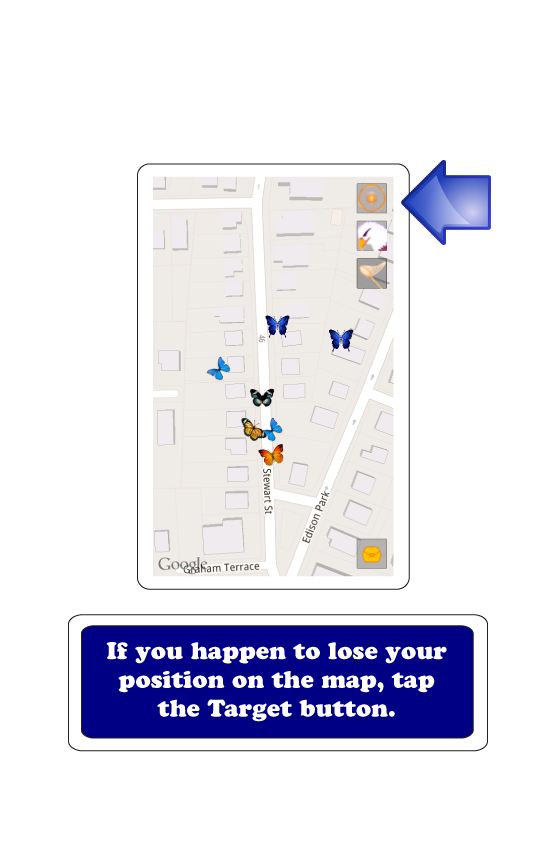 46
Stewart St
Edison Park
Google
Graham Terrace
If you happen to lose your
position on the map, tap
the Target button.